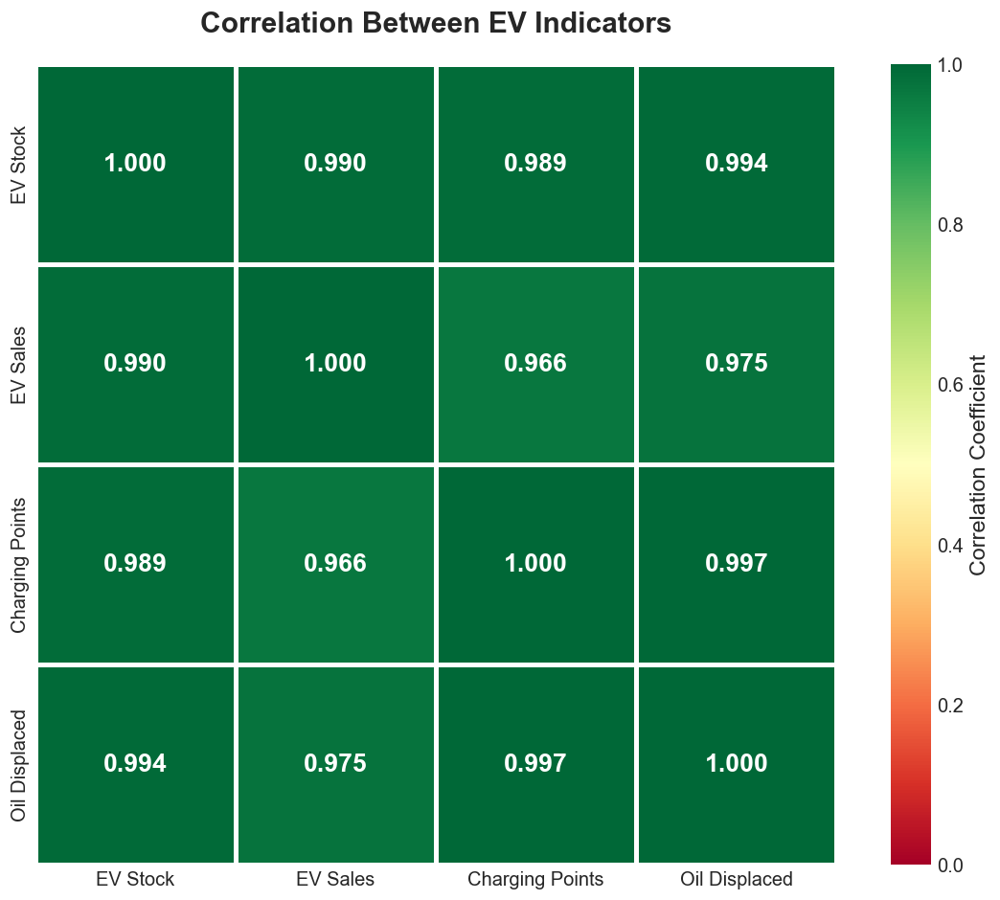 Correlation Between EV Indicators
EV Stock
1.000 0.990 0.989 0.994
EV Sales
0.990 1.000 0.966 0.975
Charging Points
0.989 0.966 1.000 0.997
Oil Displaced
0.994 0.975 0.997 1.000
EV Stock EV Sales Charging Points Oil Displaced
1.0
0.8
0.6
0.4
0.2
0.0
Correlation Coefficient